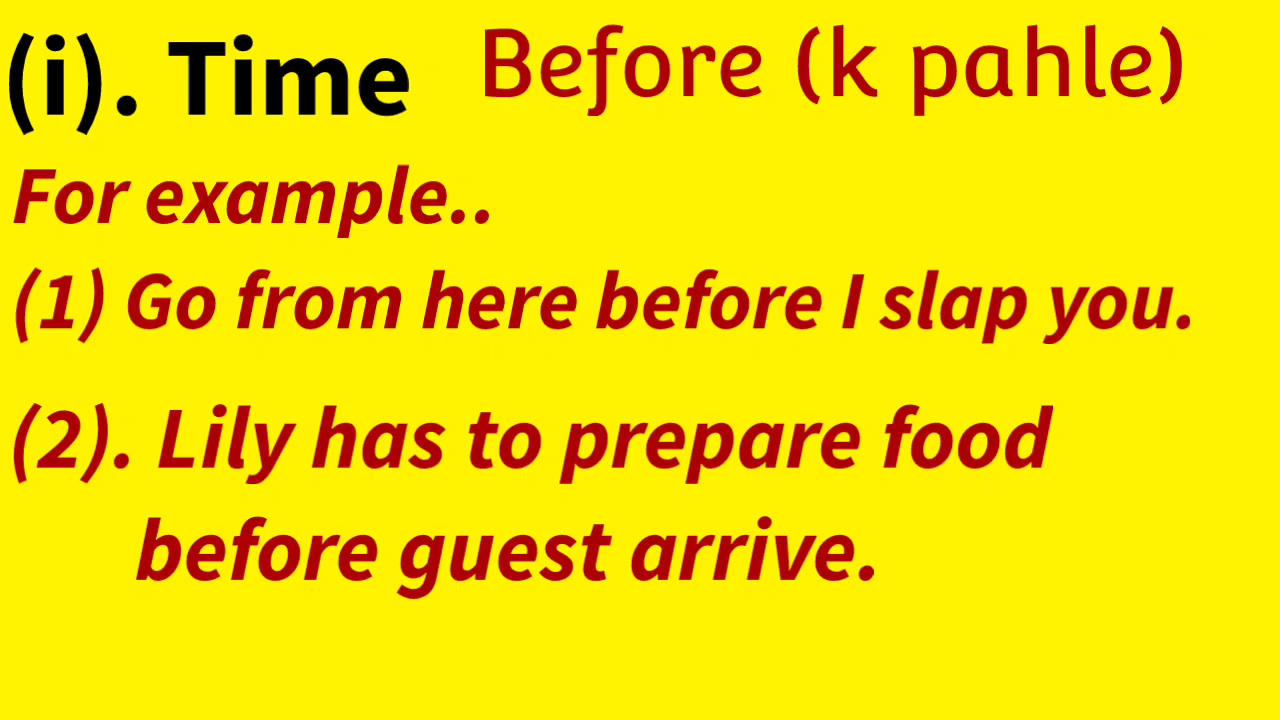 (i). Time Before (k pahle)
For example..
(1) Go from here before I slap you.
(2). Lily has to prepare food
before guest arrive.